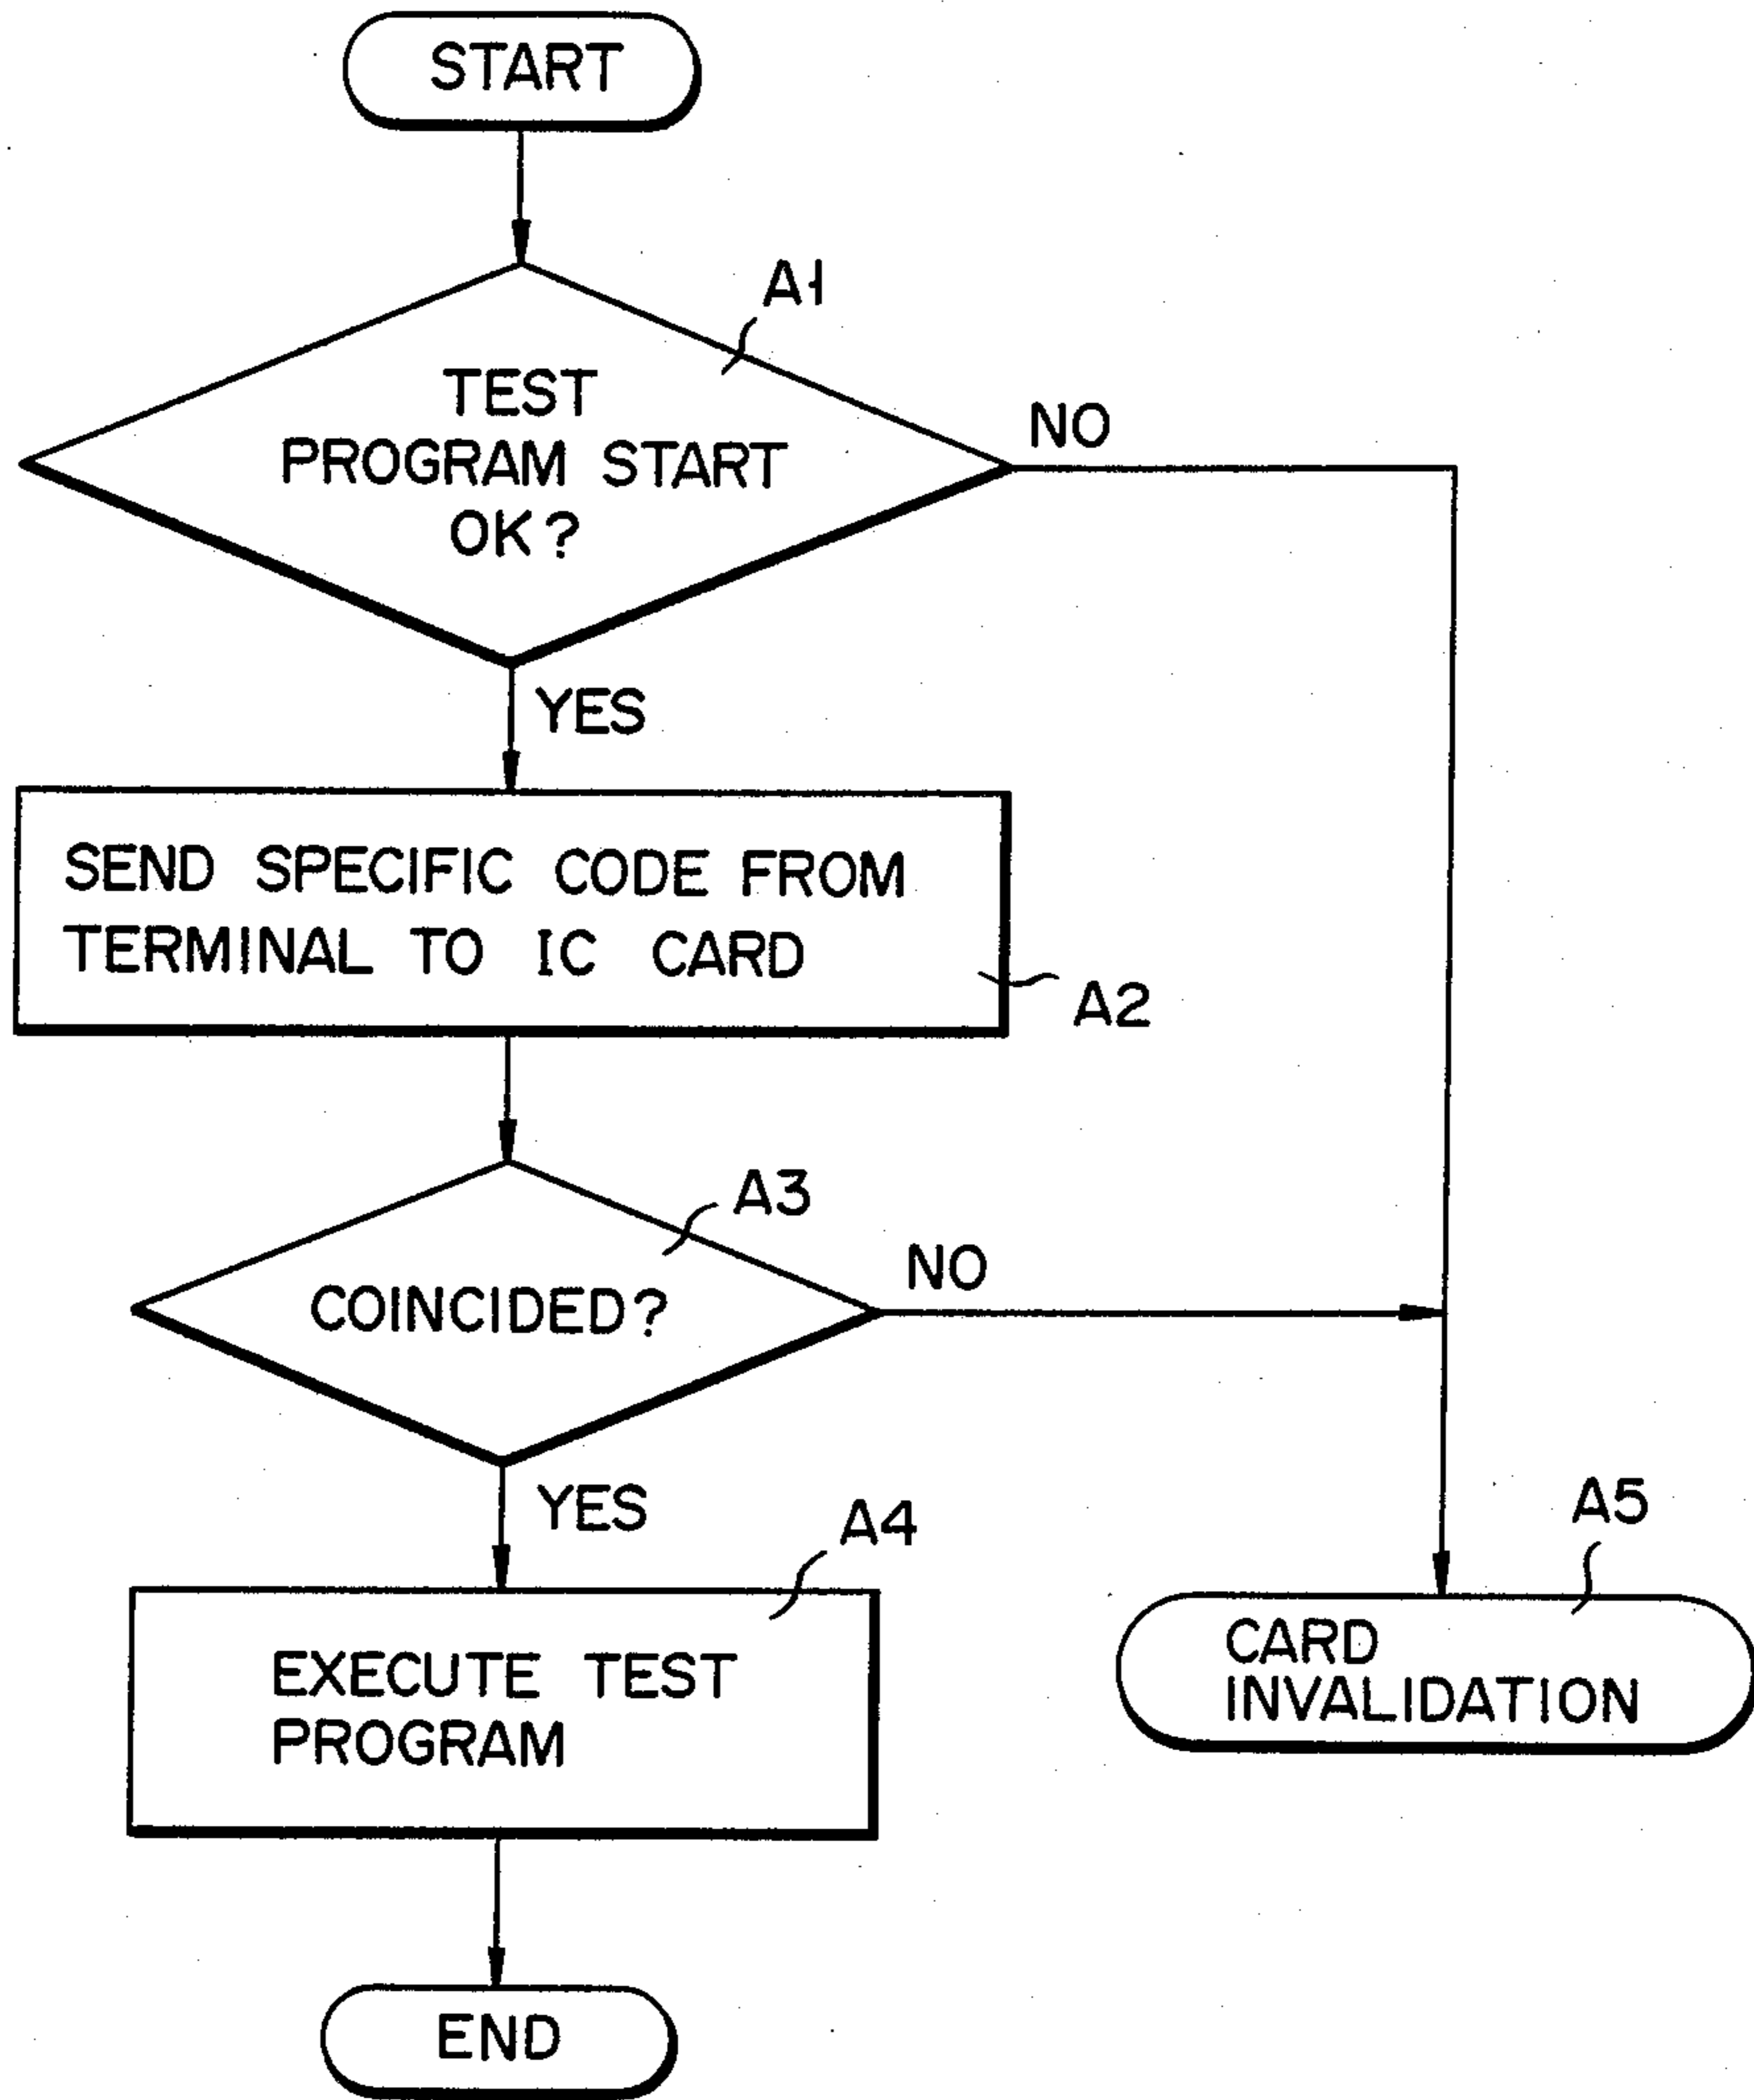 START
A1
TEST
PROGRAM START
OK?
NO
YES
SEND SPECIFIC CODE FROM
TERMINAL TO IC CARD
A2
A3
COINCIDED?
NO
YES
A4
EXECUTE TEST
PROGRAM
A5
CARD
INVALIDATION
END